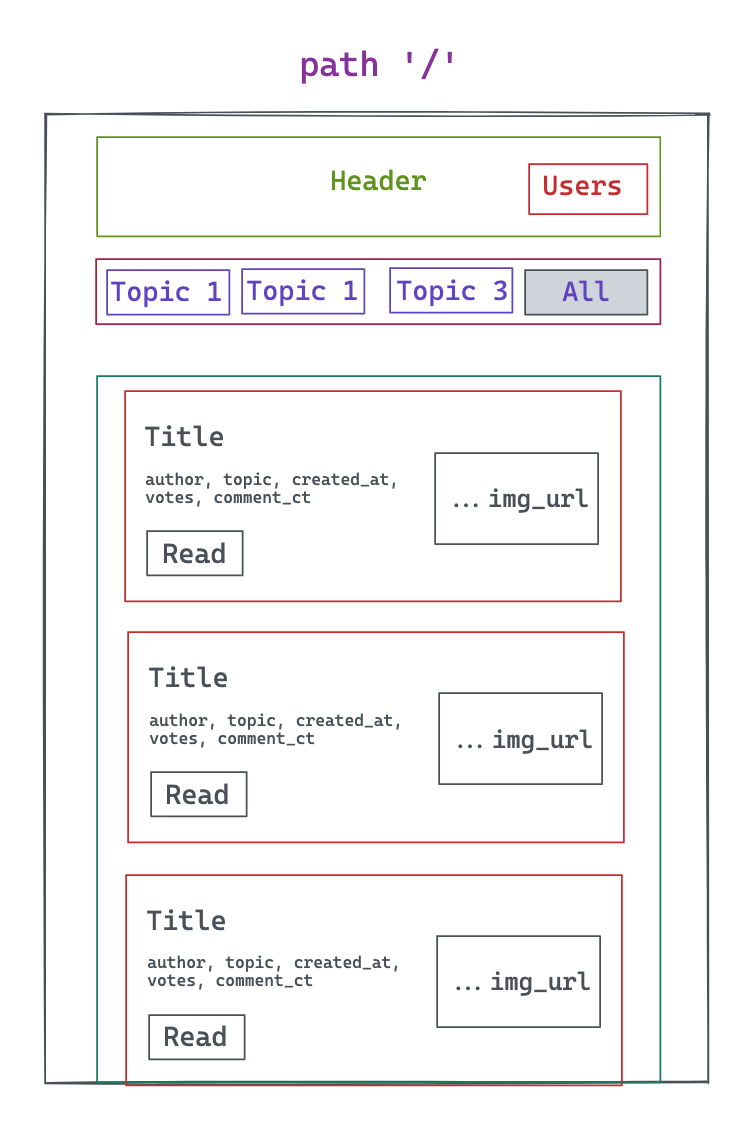 path '/'
Header
Users
Topic 1
Topic 1
Topic 3
All
Title
author, topic, created_at,
votes, comment_ct
... img_url
Read
Title
author, topic, created_at,
votes, comment_ct
... img_url
Read
Title
author, topic, created_at,
votes, comment_ct
... img_url
Read